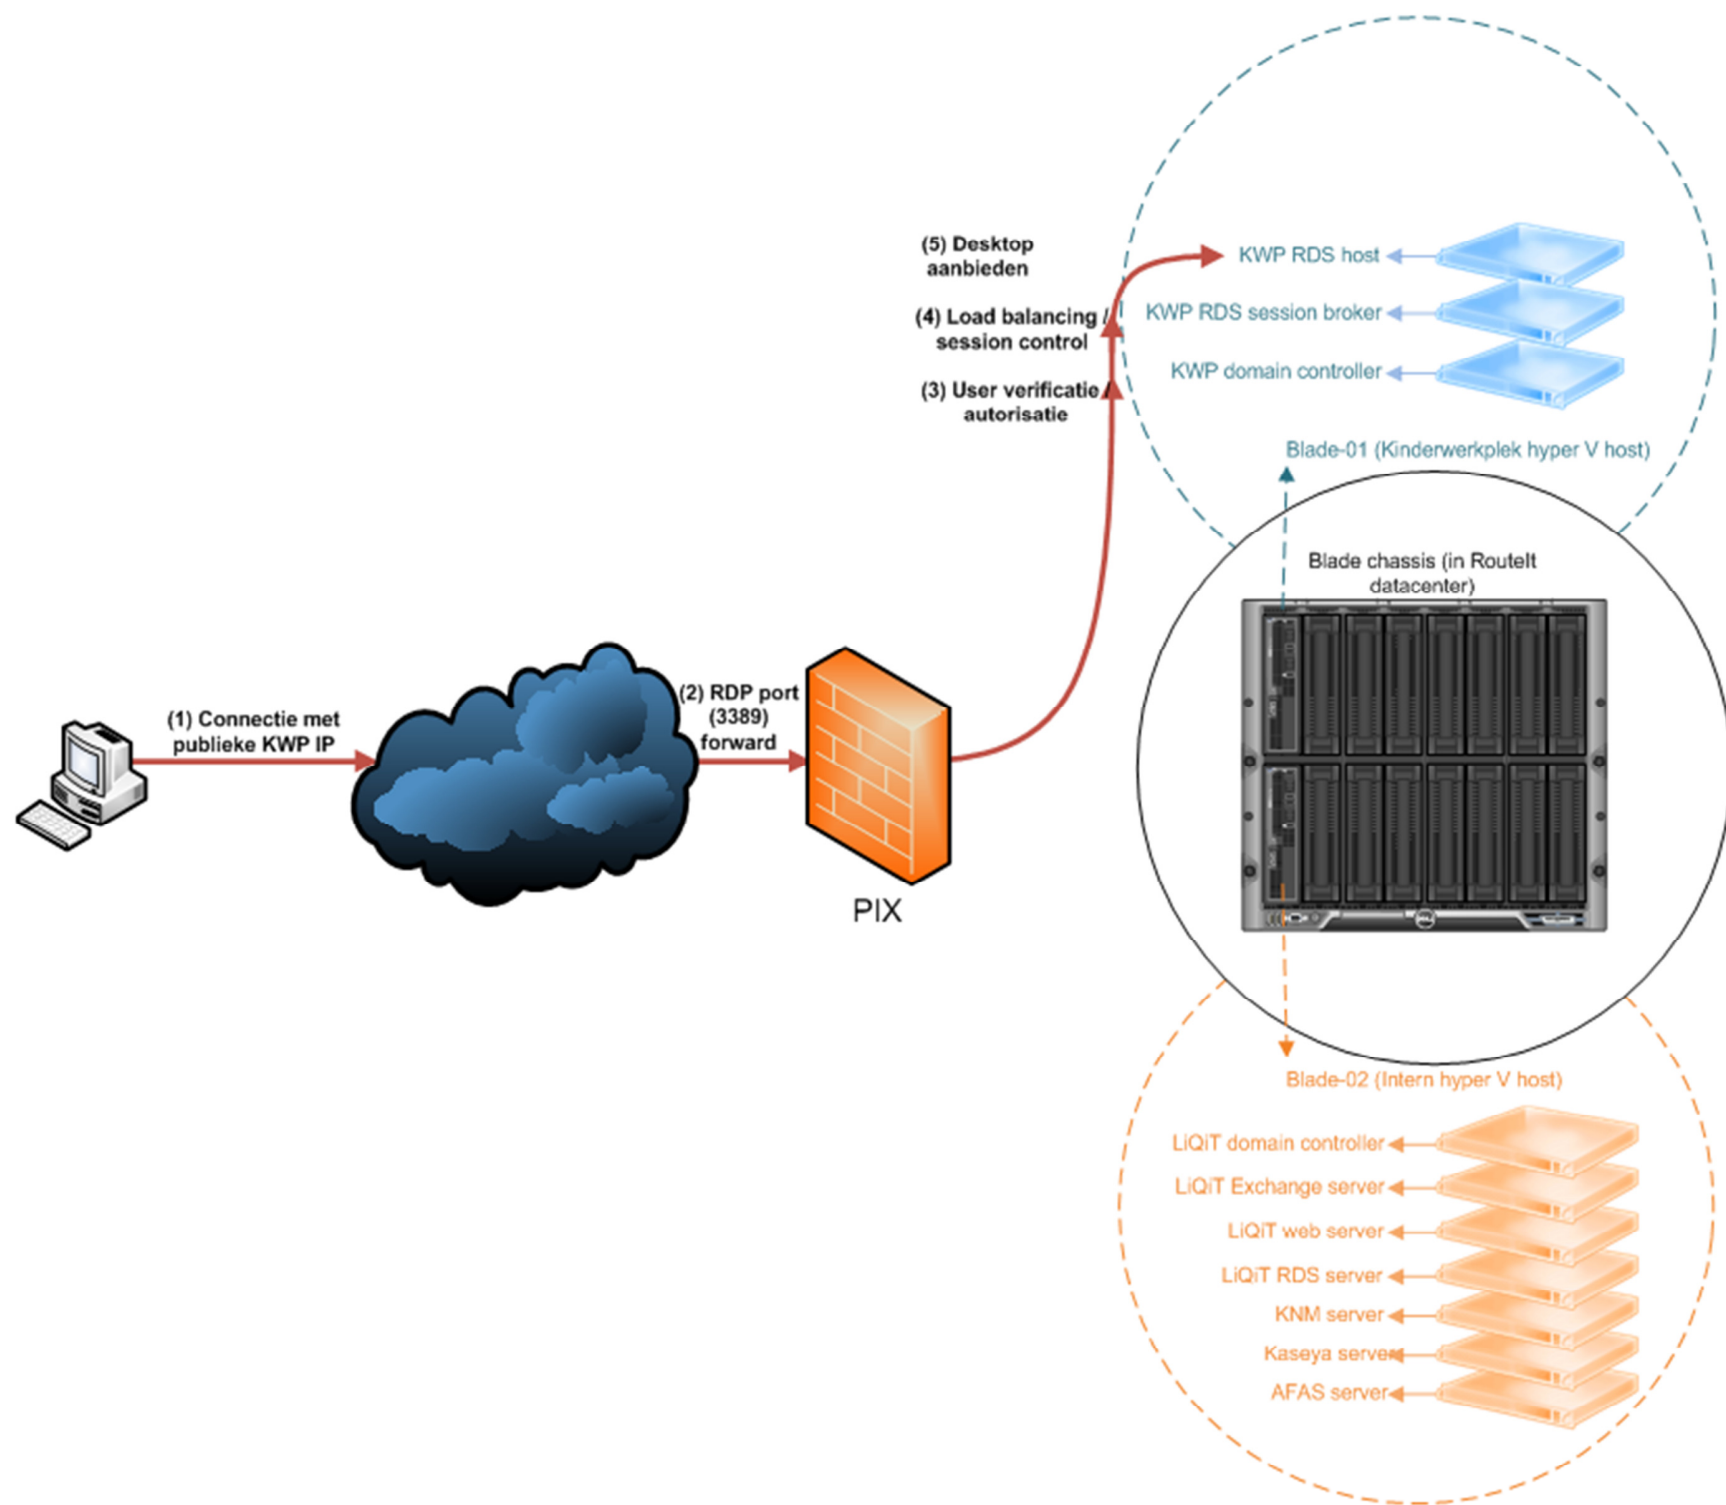 (5) Desktop
aanbieden
(4) Load balancing /
session control
(3) User verificatie /
autorisatie
KWP RDS host
KWP RDS session broker
KWP domain controller
Blade-01 (Kinderwerkplek hyper V host)
Blade chassis (in RouteIt
datacenter)
(1) Connectie met
publieke KWP IP
(2) RDP port
(3389)
forward
PIX
DELL
Blade-02 (Intern hyper V host)
LiQiT domain controller
LiQiT Exchange server
LiQiT web server
LiQiT RDS server
KNM server
Kaseya servers
AFAS server